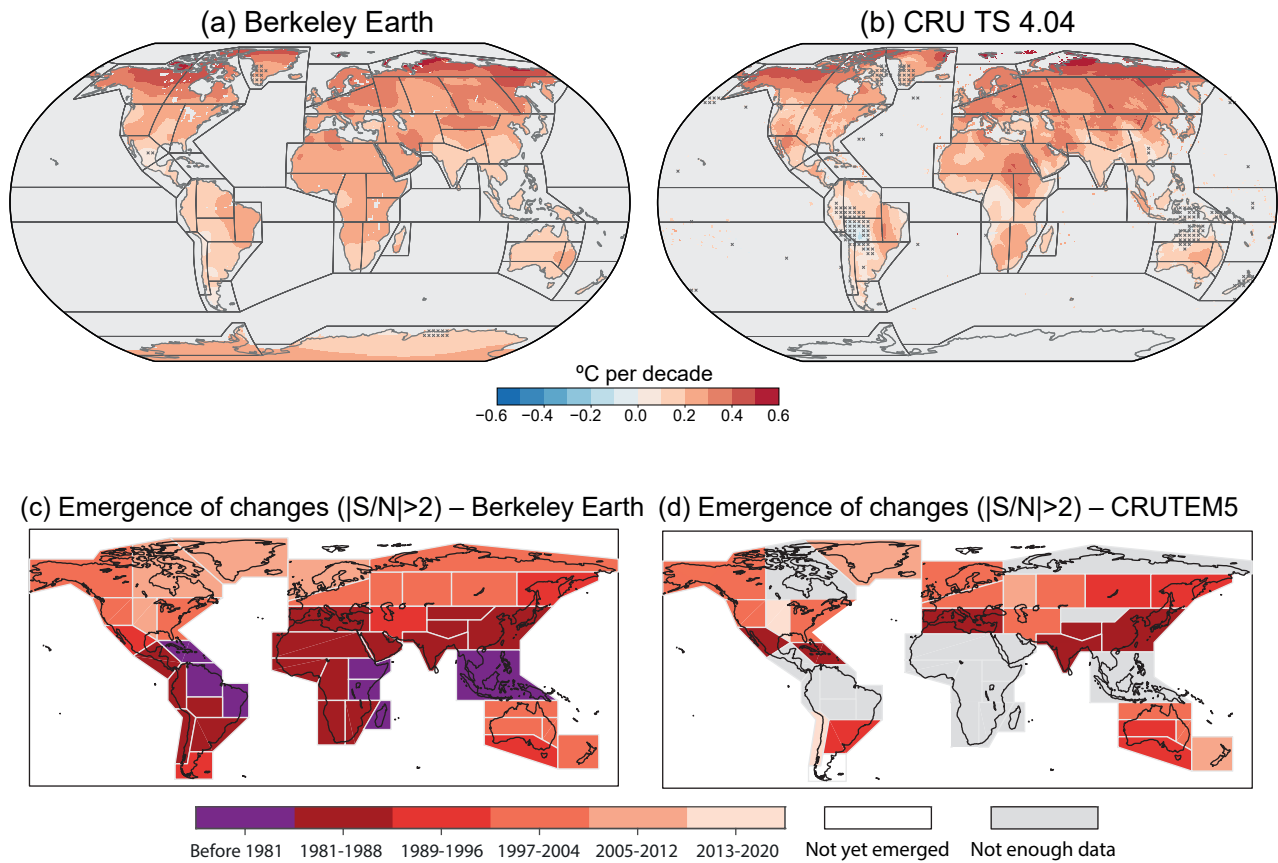 (a) Berkeley Earth
(b) CRU TS 4.04
ºC per decade
−0.6 −0.4 −0.2 0.0 0.2 0.4 0.6
(c) Emergence of changes (|S/N|>2) – Berkeley Earth
(d) Emergence of changes (|S/N|>2) – CRUTEM5
Before 1981 1981-1988 1989-1996 1997-2004 2005-2012 2013-2020 Not yet emerged Not enough data